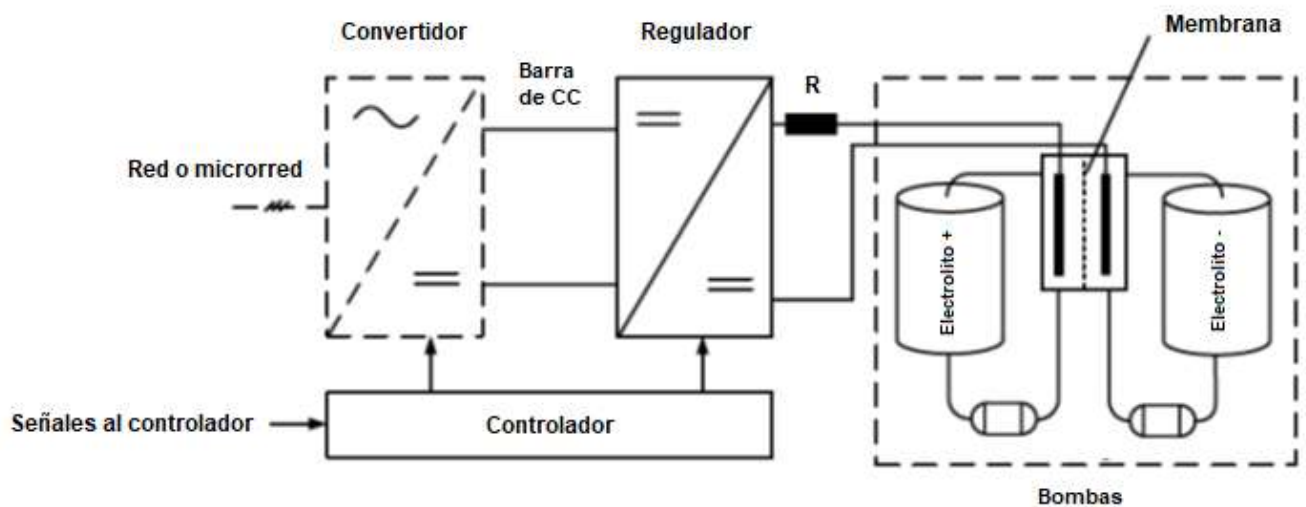 Convertidor
Regulador
Membrana
Barra
de CC
R
Red o microrred
Electrolito +
Electrolito -
Señales al controlador
Controlador
Bombas